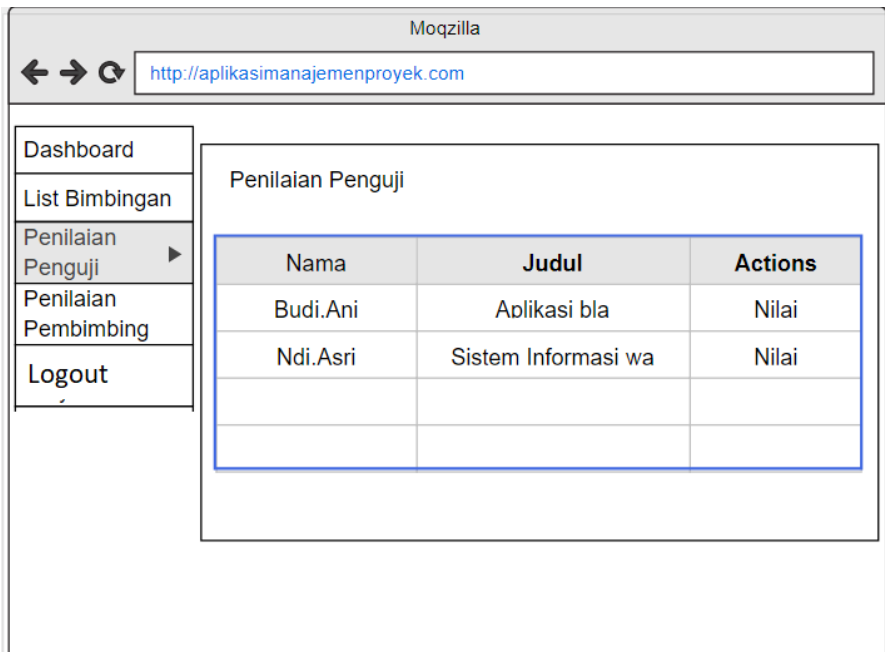 Moqzilla
http://aplikasimanajemenproyek.com
Dashboard
List Bimbingan
Penilaian
Penguji
Penilaian
Pembimbing
Logout
Penilaian Penguji
Nama Judul Actions
Budi.Ani Aplikasi bla Nilai
Ndi.Asri Sistem Informasi wa Nilai